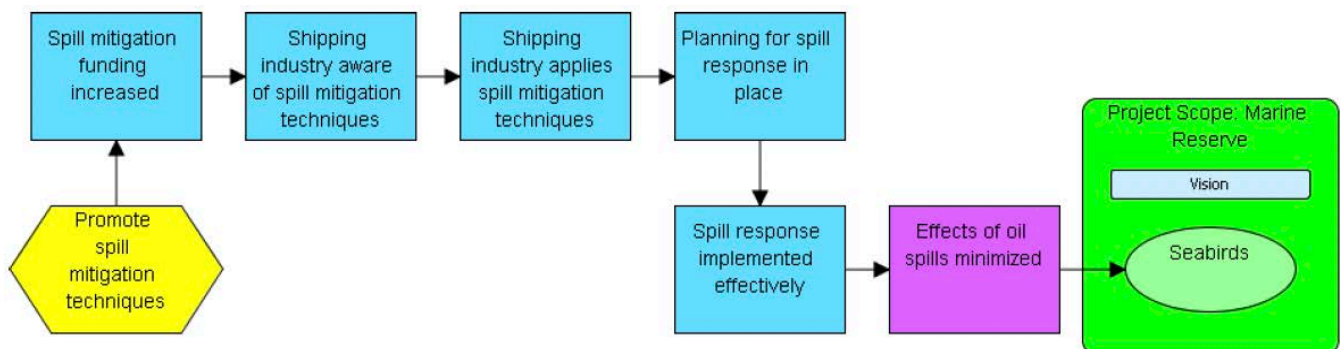 Spill mitigation
funding
increased
Shipping
industry aware
of spill mitigation
techniques
Shipping
industry applies
spill mitigation
techniques
Planning for spill
response in
place
Project Scope: Marine
Reserve
Vision
Promote
spill
mitigation
techniques
Spill response
implemented
effectively
Effects of oil
spills minimized
Seabirds